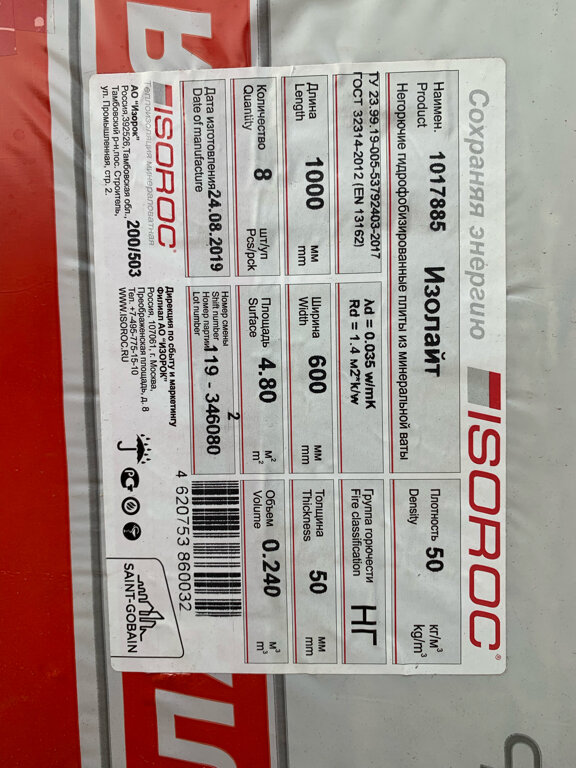 Сохраняя энергию
ISOROC®
Наимен.
Product
1017885 Изолайт
Негорючие гидрофобизированные плиты из минеральной ваты
Плотность
Density
50
кг/м³
kg/m³
ТУ 23.99.19-005-53792403-2017
ГОСТ 32314-2012 (EN 13162)
λd = 0.035 w/mK
Rd = 1.4 м2*k/w
Группа горючести
Fire classification
НГ
Длина
Length
1000
мм
mm
Ширина
Width
600
мм
mm
Толщина
Thickness
50
мм
mm
Количество
Quantity
8
шт/уп
Pcs/pck
Площадь
Surface
4.80
м²
m²
Объем
Volume
0.240
м³
m³
Дата изготовления
Date of manufacture
24.08.2019
Номер смены
Shift number
2
Номер партии
Lot number
119 - 346080
4 620753 860032
ISOROC®
Теплоизоляция минераловатная
АО "Изорок"
Россия,392526,Тамбовская обл.,
Тамбовский р-н,пос. Строитель,
ул. Промышленная, стр. 2.
200/503
Дирекция по сбыту и маркетингу
Филиал АО "ИЗОРОК"
Россия, 107061, г. Москва,
Преображенская площадь, д. 8
Тел. +7-495-775-15-10
WWW.ISOROC.RU
SAINT-GOBAIN